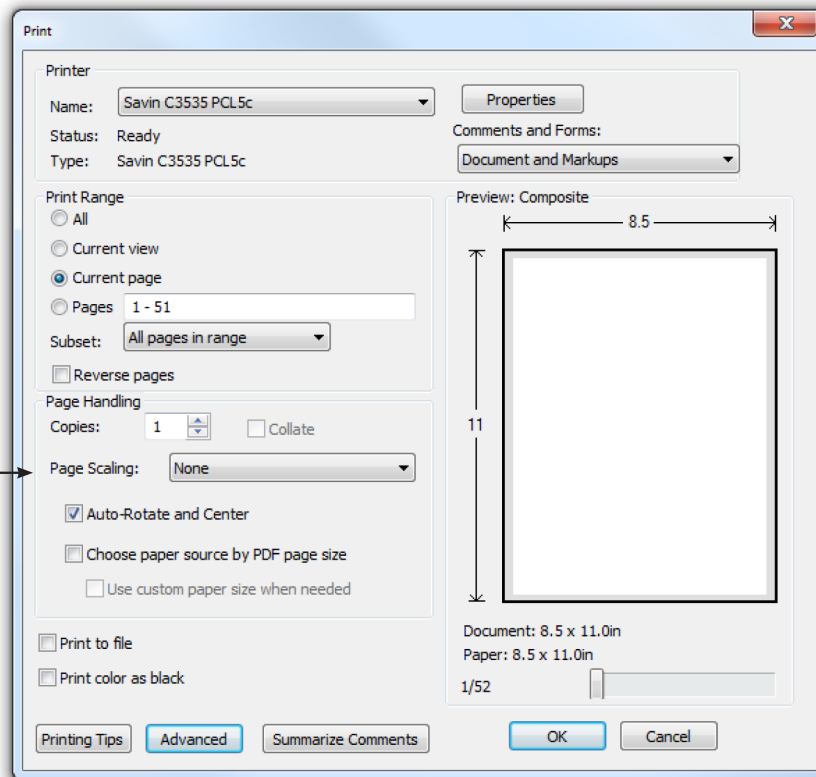 Print
Printer
Name: Savin C3535 PCL5c Properties
Status: Ready Comments and Forms:
Type: Savin C3535 PCL5c Document and Markups
Print Range
All
Current view
Current page
Pages 1 - 51
Subset: All pages in range
Reverse pages
Page Handling
Copies: 1 Collate
Page Scaling: None
Auto-Rotate and Center
Choose paper source by PDF page size
Use custom paper size when needed
Print to file
Print color as black
Preview: Composite
8.5
11
Document: 8.5 x 11.0in
Paper: 8.5 x 11.0in
1/52
Printing Tips Advanced Summarize Comments OK Cancel